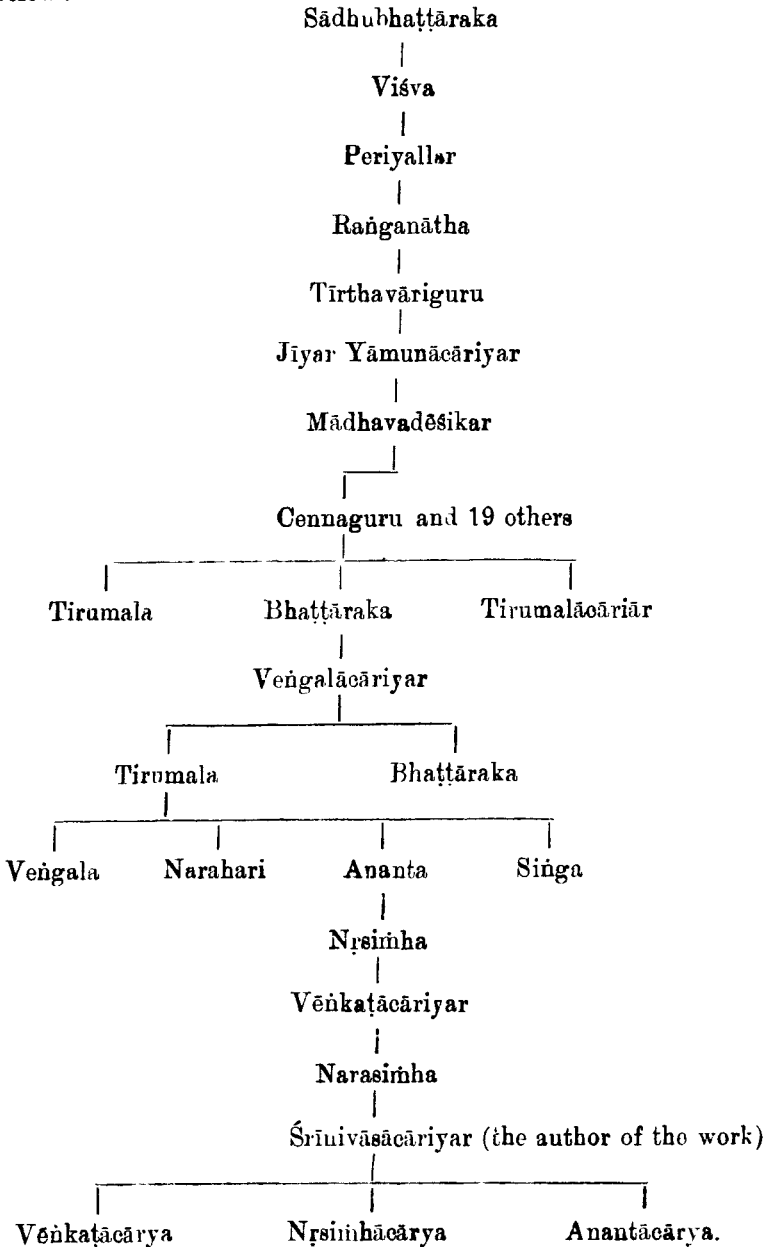 Sādhubhaṭṭāraka
Viśva
Periyallar
Raṅganātha
Tīrthavāriguru
Jīyar Yāmunācāriyar
Mādhavadēśikar
Cennaguru and 19 others
Tirumala Bhaṭṭāraka Tirumalācāriār
Veṅgalācāriyar
Tirumala Bhaṭṭāraka
Veṅgala Narahari Ananta Siṅga
Nṛsiṁha
Vēṅkaṭācāriyar
Narasiṁha
Śrīnivāsācāriyar (the author of the work)
Vēṅkaṭācārya Nṛsiṁhācārya Anantācārya.